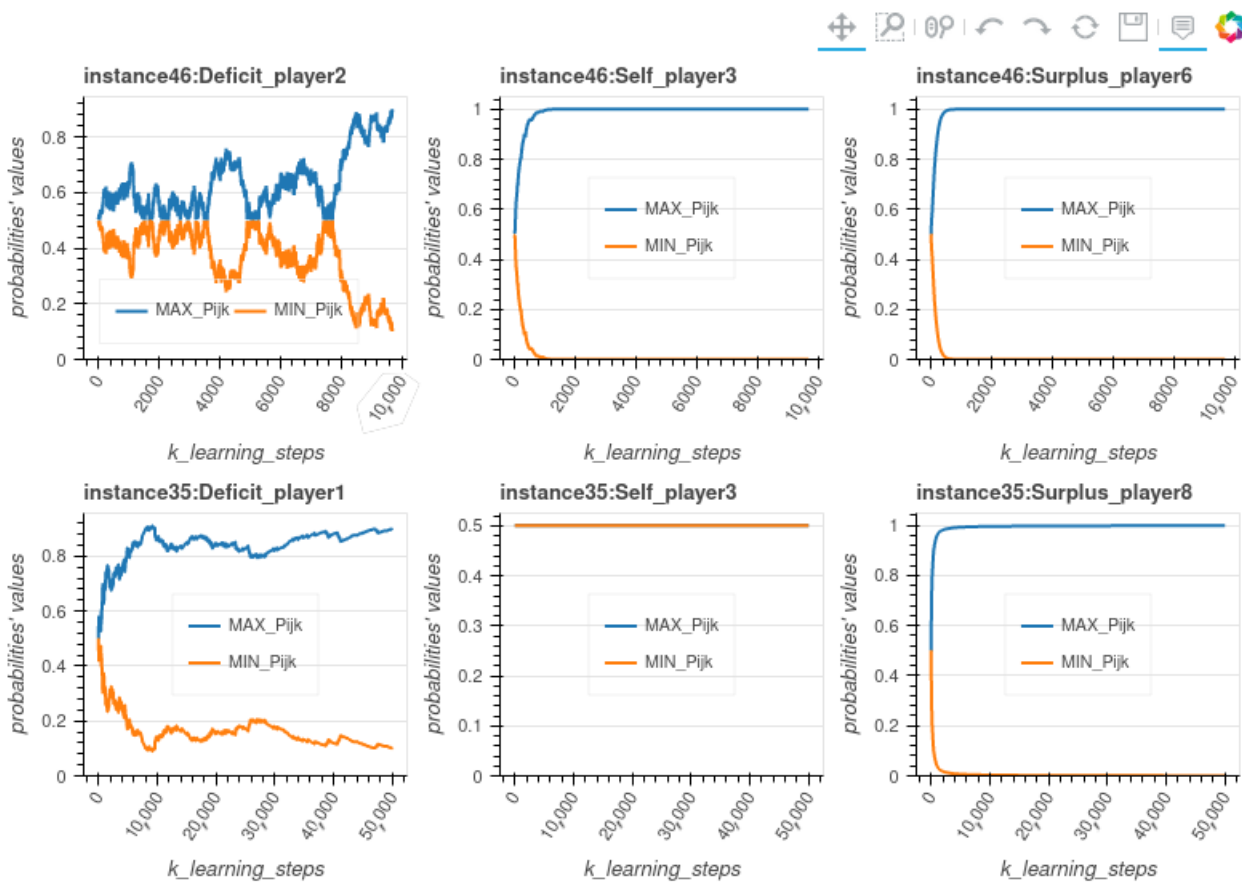 instance46:Deficit_player2
probabilities' values
0.8
0.6
0.4
0.2
0
MAX_Pijk MIN_Pijk
0 2000 4000 6000 8000 10,000
k_learning_steps
instance46:Self_player3
probabilities' values
1
0.8
0.6
0.4
0.2
0
MAX_Pijk
MIN_Pijk
0 2000 4000 6000 8000 10,000
k_learning_steps
instance46:Surplus_player6
probabilities' values
1
0.8
0.6
0.4
0.2
0
MAX_Pijk
MIN_Pijk
0 2000 4000 6000 8000 10,000
k_learning_steps
instance35:Deficit_player1
probabilities' values
0.8
0.6
0.4
0.2
0
MAX_Pijk
MIN_Pijk
0 10,000 20,000 30,000 40,000 50,000
k_learning_steps
instance35:Self_player3
probabilities' values
0.5
0.4
0.3
0.2
0.1
0
MAX_Pijk
MIN_Pijk
0 10,000 20,000 30,000 40,000 50,000
k_learning_steps
instance35:Surplus_player8
probabilities' values
1
0.8
0.6
0.4
0.2
0
MAX_Pijk
MIN_Pijk
0 10,000 20,000 30,000 40,000 50,000
k_learning_steps